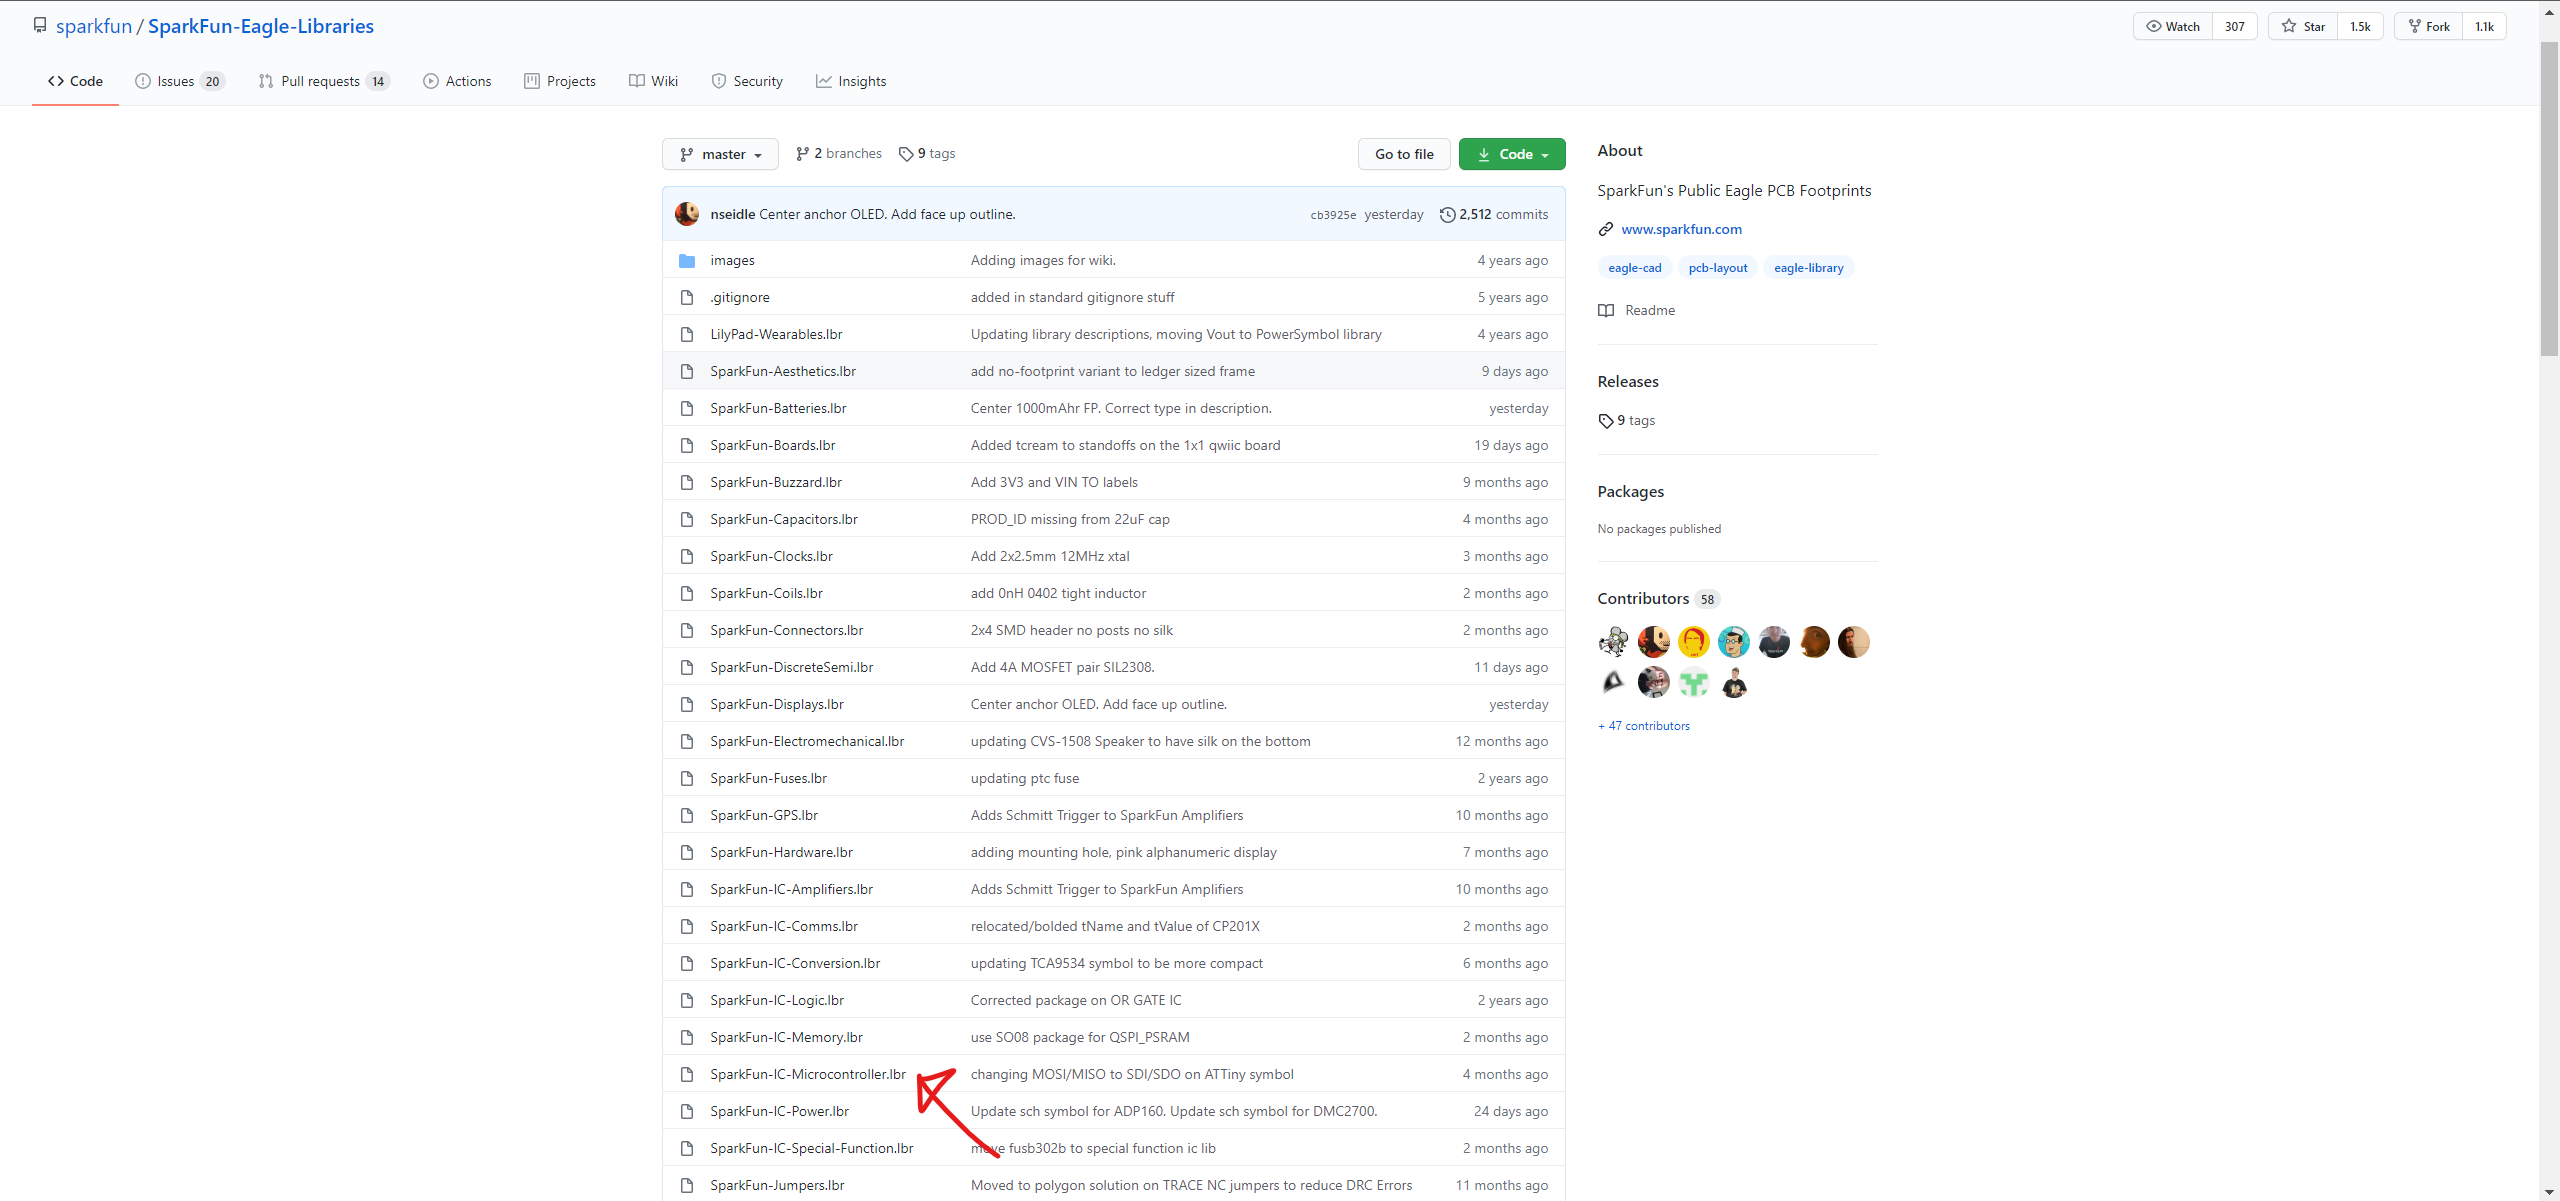 sparkfun / SparkFun-Eagle-Libraries
Watch 307 Star 1.5k Fork 1.1k
Code Issues 20 Pull requests 14 Actions Projects Wiki Security Insights
master 2 branches 9 tags Go to file Code
nseidle Center anchor OLED. Add face up outline. cb3925e yesterday 2,512 commits
images Adding images for wiki. 4 years ago
.gitignore added in standard gitignore stuff 5 years ago
LilyPad-Wearables.lbr Updating library descriptions, moving Vout to PowerSymbol library 4 years ago
SparkFun-Aesthetics.lbr add no-footprint variant to ledger sized frame 9 days ago
SparkFun-Batteries.lbr Center 1000mAhr FP. Correct type in description. yesterday
SparkFun-Boards.lbr Added tcream to standoffs on the 1x1 qwiic board 19 days ago
SparkFun-Buzzard.lbr Add 3V3 and VIN TO labels 9 months ago
SparkFun-Capacitors.lbr PROD_ID missing from 22uF cap 4 months ago
SparkFun-Clocks.lbr Add 2x2.5mm 12MHz xtal 3 months ago
SparkFun-Coils.lbr add 0nH 0402 tight inductor 2 months ago
SparkFun-Connectors.lbr 2x4 SMD header no posts no silk 2 months ago
SparkFun-DiscreteSemi.lbr Add 4A MOSFET pair SIL2308. 11 days ago
SparkFun-Displays.lbr Center anchor OLED. Add face up outline. yesterday
SparkFun-Electromechanical.lbr updating CVS-1508 Speaker to have silk on the bottom 12 months ago
SparkFun-Fuses.lbr updating ptc fuse 2 years ago
SparkFun-GPS.lbr Adds Schmitt Trigger to SparkFun Amplifiers 10 months ago
SparkFun-Hardware.lbr adding mounting hole, pink alphanumeric display 7 months ago
SparkFun-IC-Amplifiers.lbr Adds Schmitt Trigger to SparkFun Amplifiers 10 months ago
SparkFun-IC-Comms.lbr relocated/bolded tName and tValue of CP201X 2 months ago
SparkFun-IC-Conversion.lbr updating TCA9534 symbol to be more compact 6 months ago
SparkFun-IC-Logic.lbr Corrected package on OR GATE IC 2 years ago
SparkFun-IC-Memory.lbr use SO08 package for QSPI_PSRAM 2 months ago
SparkFun-IC-Microcontroller.lbr changing MOSI/MISO to SDI/SDO on ATTiny symbol 4 months ago
SparkFun-IC-Power.lbr Update sch symbol for ADP160. Update sch symbol for DMC2700. 24 days ago
SparkFun-IC-Special-Function.lbr move fusb302b to special function ic lib 2 months ago
SparkFun-Jumpers.lbr Moved to polygon solution on TRACE NC jumpers to reduce DRC Errors 11 months ago
About
SparkFun's Public Eagle PCB Footprints
www.sparkfun.com
eagle-cad pcb-layout eagle-library
Readme
Releases
9 tags
Packages
No packages published
Contributors 58
+ 47 contributors